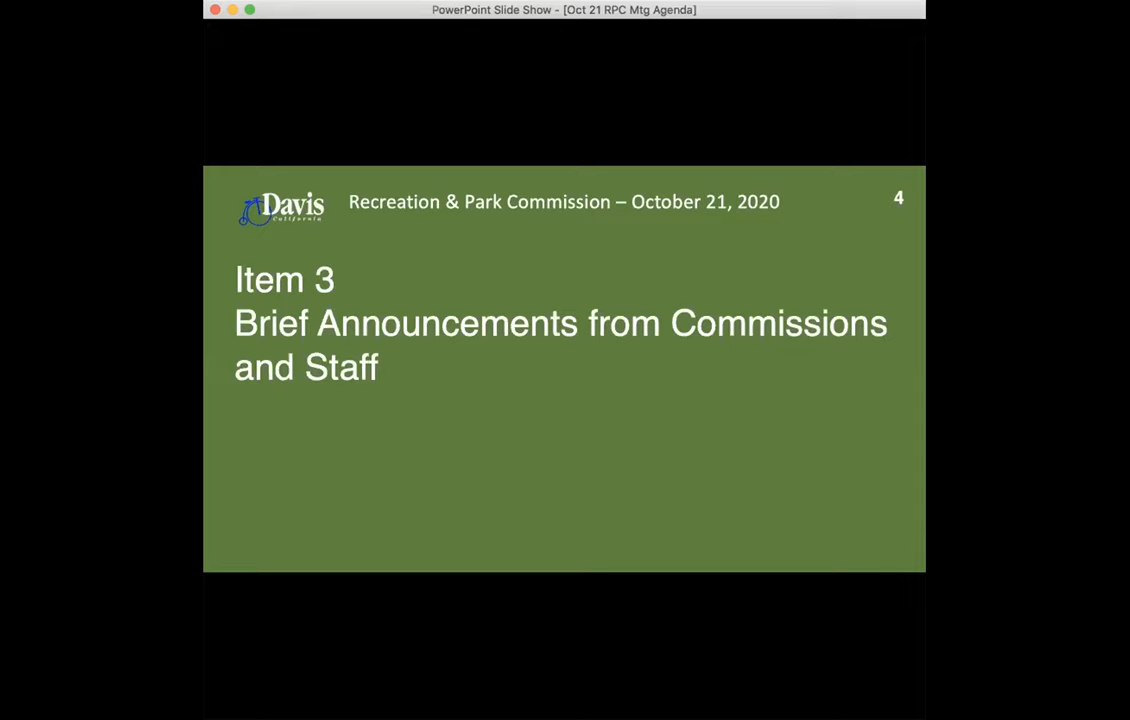 PowerPoint Slide Show - [Oct 21 RPC Mtg Agenda]
Davis
California
Recreation & Park Commission – October 21, 2020
4
Item 3
Brief Announcements from Commissions
and Staff